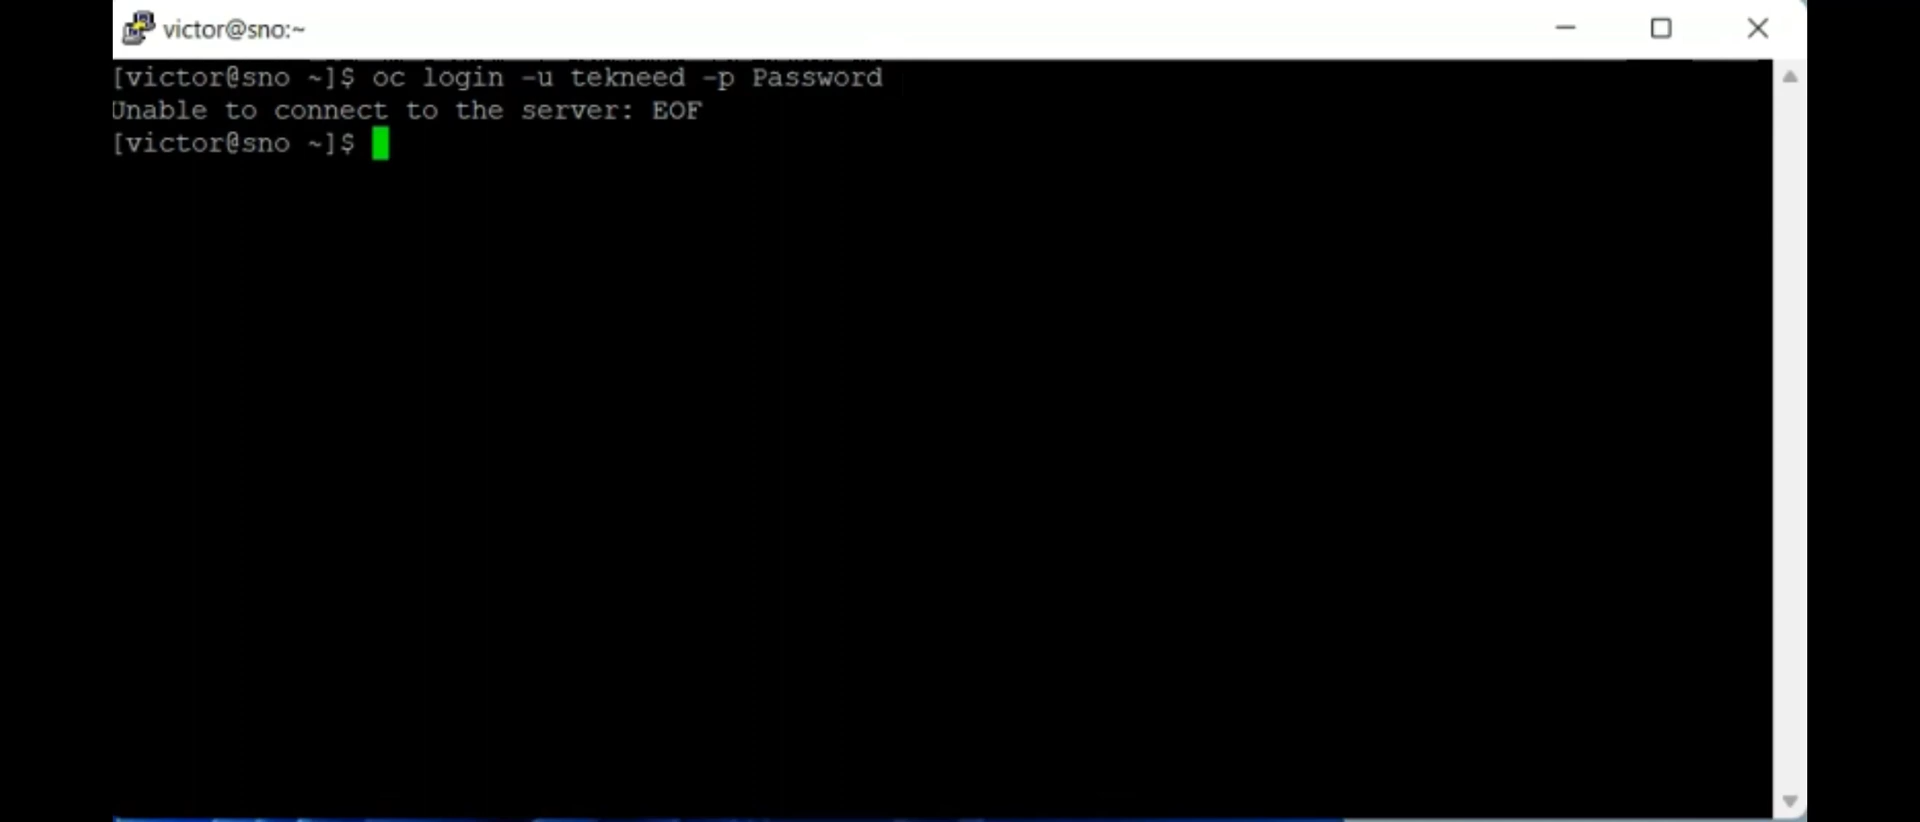 victor@sno:~
[victor@sno ~]$ oc login -u tekneed -p Password
Unable to connect to the server: EOF
[victor@sno ~]$